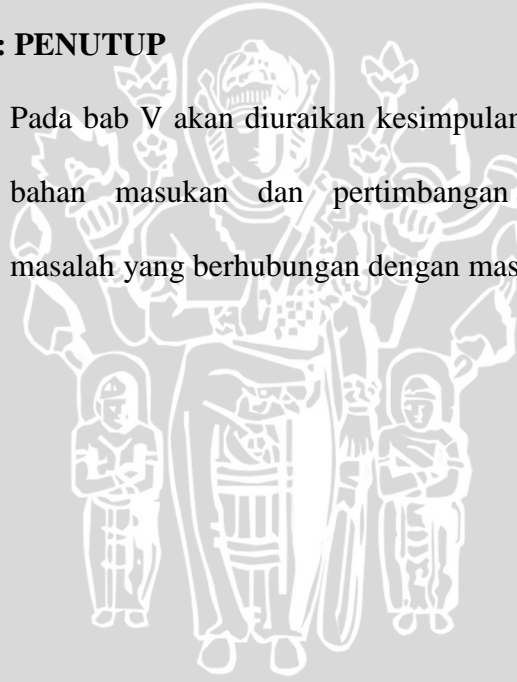 : PENUTUP
Pada bab V akan diuraikan kesimpulan
bahan masukan dan pertimbangan
masalah yang berhubungan dengan mas